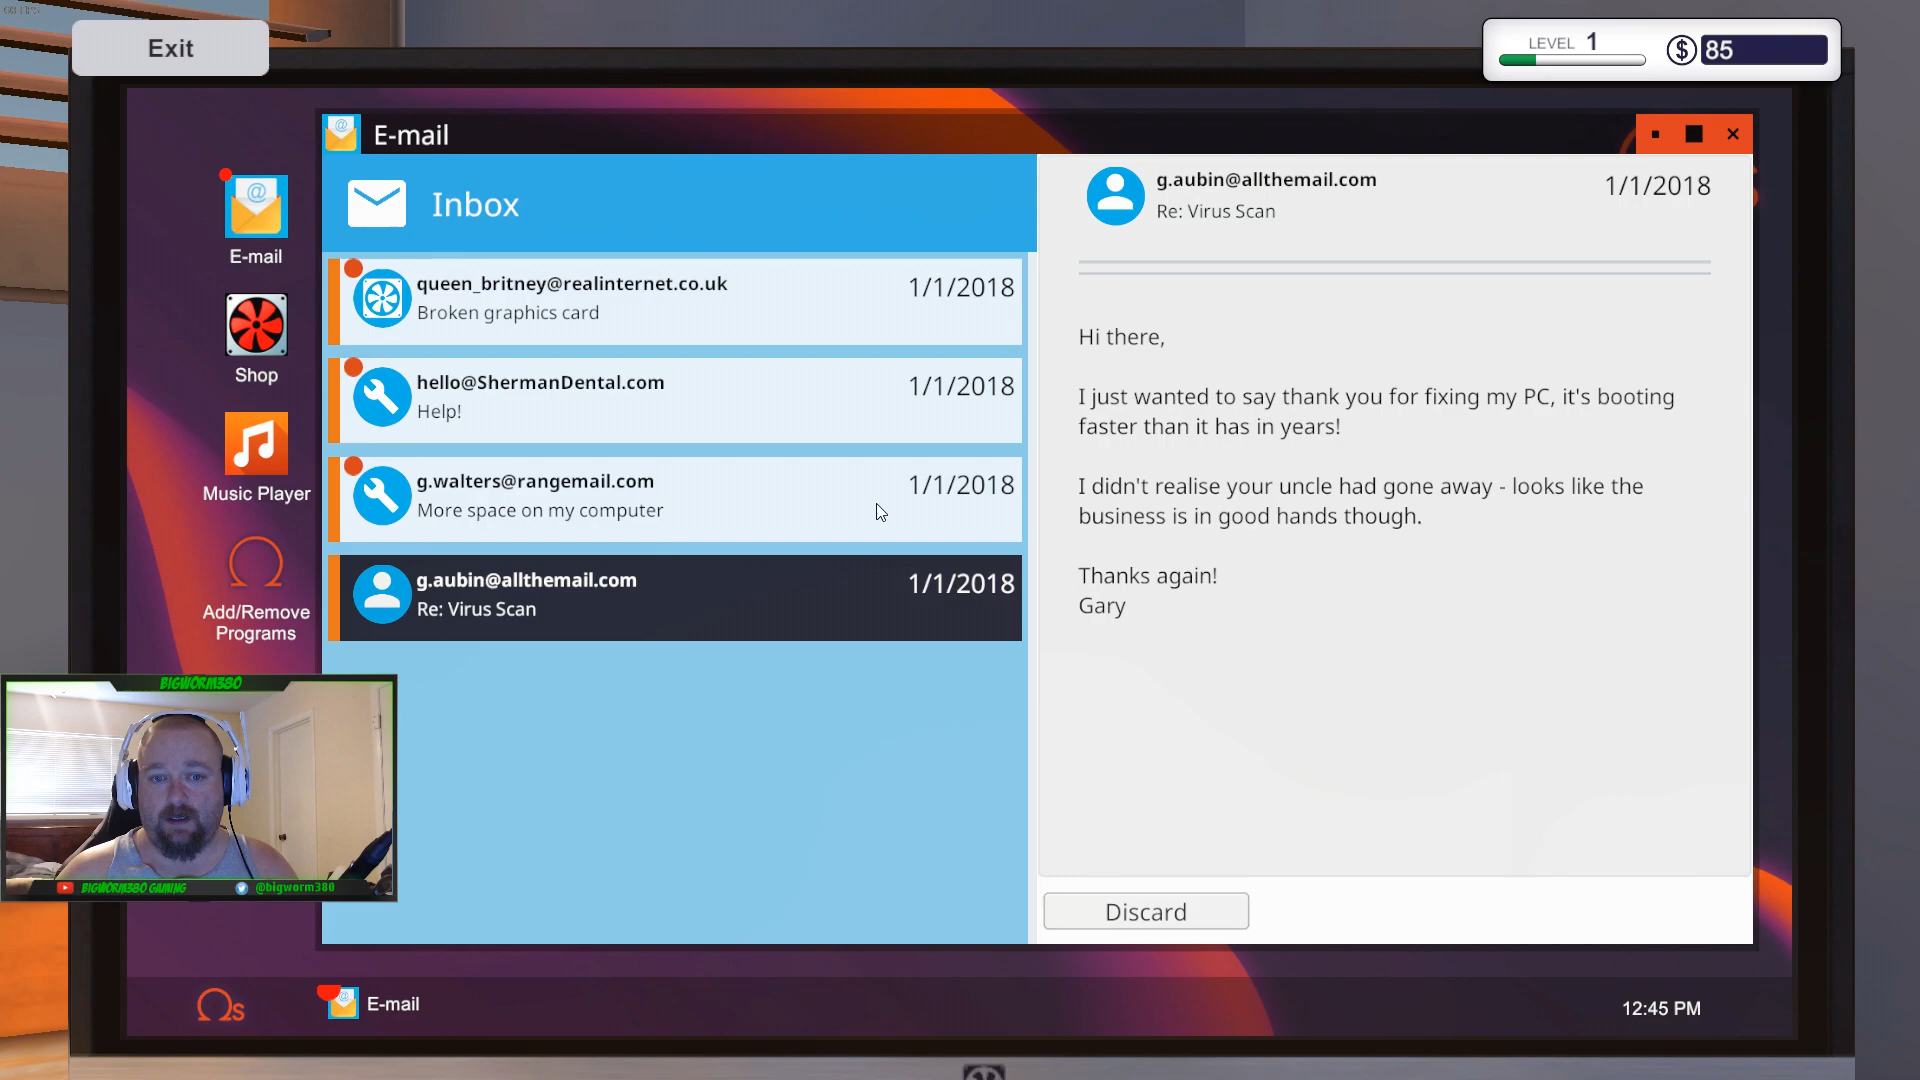 Exit
LEVEL 1
$ 85
E-mail
Inbox
g.aubin@allthemail.com
1/1/2018
Re: Virus Scan
E-mail
queen_britney@realinternet.co.uk
1/1/2018
Broken graphics card
Shop
hello@ShermanDental.com
1/1/2018
Help!
Music Player
g.walters@rangemail.com
1/1/2018
More space on my computer
Add/Remove
Programs
g.aubin@allthemail.com
1/1/2018
Re: Virus Scan
Hi there,
I just wanted to say thank you for fixing my PC, it's booting
faster than it has in years!
I didn't realise your uncle had gone away - looks like the
business is in good hands though.
Thanks again!
Gary
Discard
BIGWORM380
BIGWORM380 GAMING
@bigworm380
Ωs
E-mail
12:45 PM